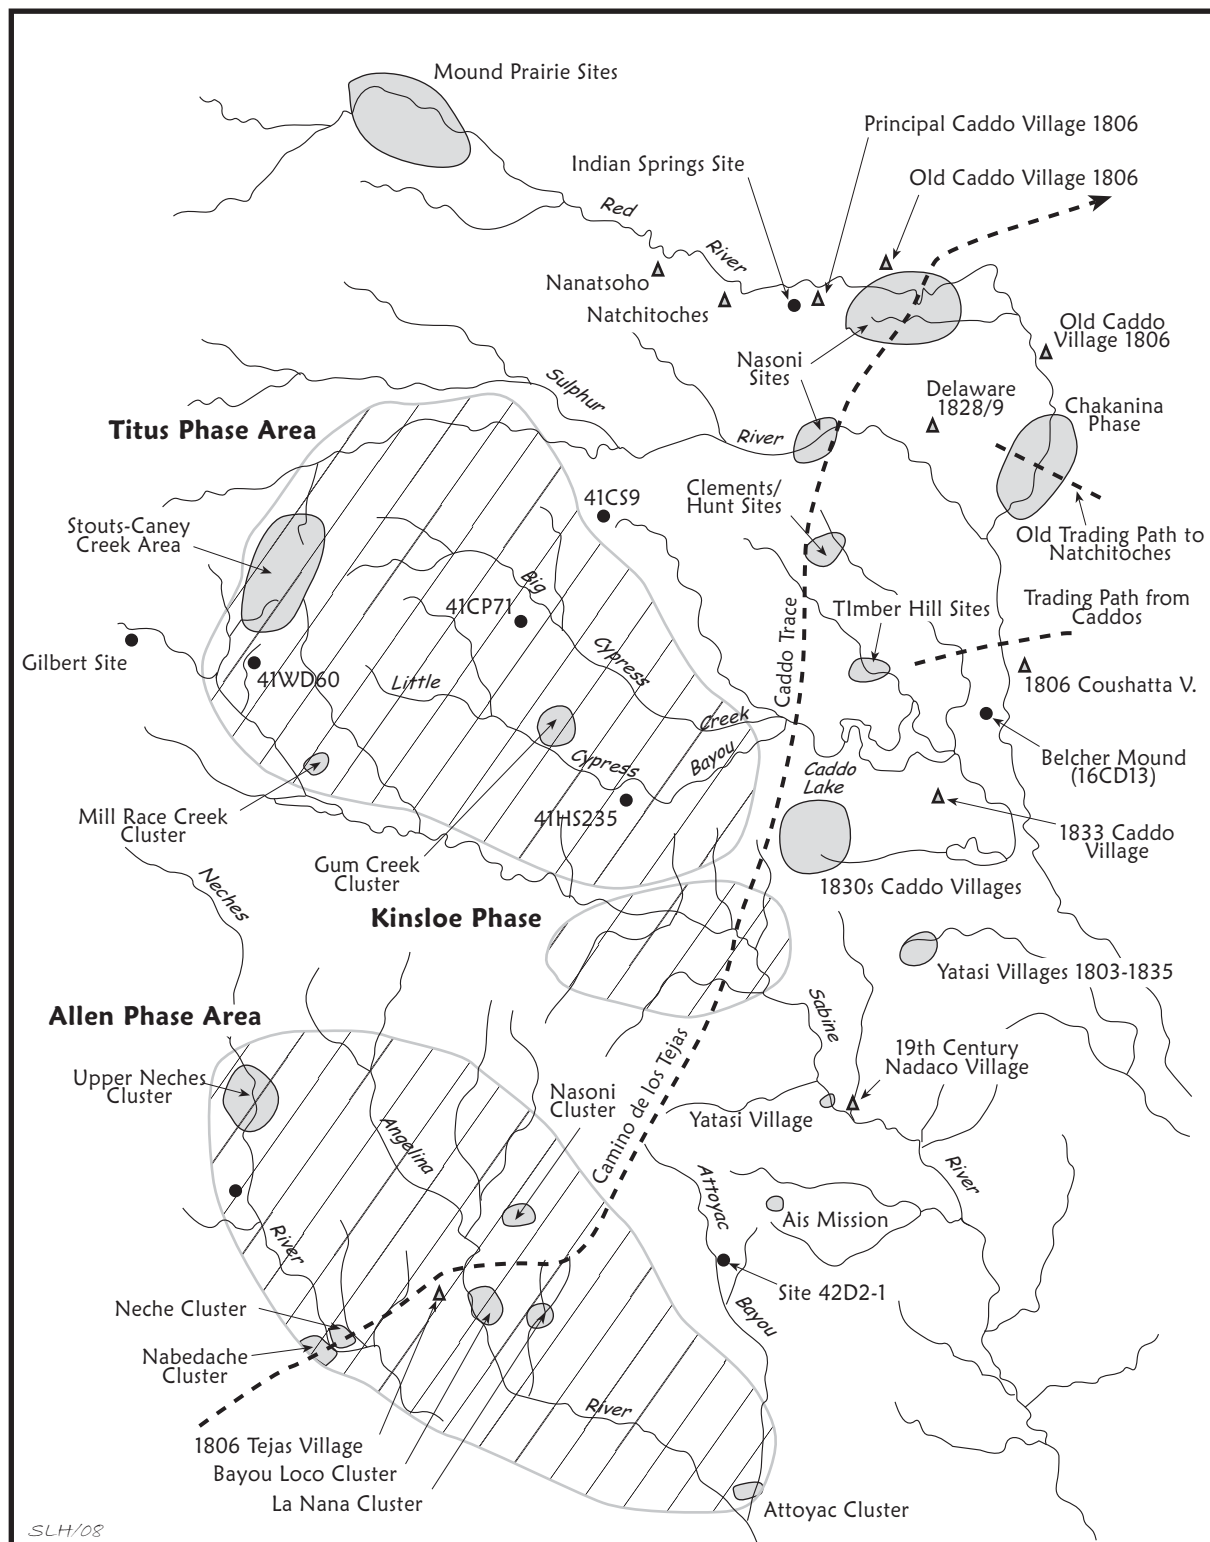 Mound Prairie Sites
Principal Caddo Village 1806
Indian Springs Site
Old Caddo Village 1806
Red
River
Nanatsoho
Natchitoches
Old Caddo
Village 1806
Nasoni
Sites
Delaware
1828/9
Chakanina
Phase
Sulphur
River
Titus Phase Area
Clements/
Hunt Sites
41CS9
Stouts-Caney
Creek Area
Old Trading Path to
Natchitoches
Big
41CP71
Caddo Trace
TImber Hill Sites
Trading Path from
Caddos
Gilbert Site
41WD60
Little
Cypress
1806 Coushatta V.
Creek
Bayou
Cypress
Caddo
Lake
Belcher Mound
(16CD13)
Mill Race Creek
Cluster
41HS235
1833 Caddo
Village
Gum Creek
Cluster
1830s Caddo Villages
Neches
Kinsloe Phase
Yatasi Villages 1803-1835
Allen Phase Area
Sabine
19th Century
Nadaco Village
Upper Neches
Cluster
Nasoni
Cluster
Camino de los Tejas
Yatasi Village
Angelina
Attoyac
River
Ais Mission
River
Site 42D2-1
Neche Cluster
Bayou
Nabedache
Cluster
River
1806 Tejas Village
Bayou Loco Cluster
La Nana Cluster
Attoyac Cluster
SLH/08